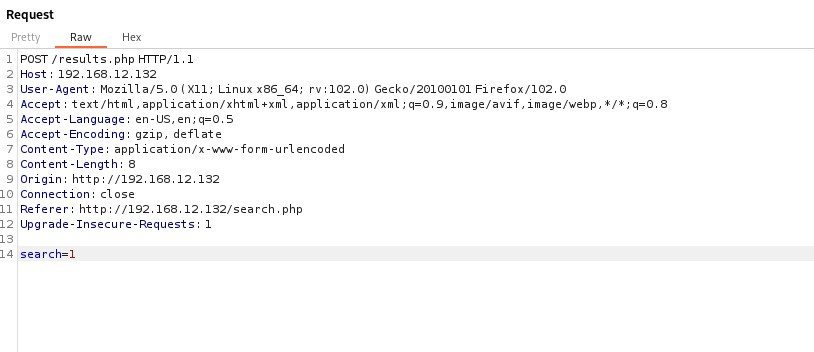 Request
Pretty Raw Hex
1 POST /results.php HTTP/1.1
2 Host: 192.168.12.132
3 User-Agent: Mozilla/5.0 (X11; Linux x86_64; rv:102.0) Gecko/20100101 Firefox/102.0
4 Accept: text/html,application/xhtml+xml,application/xml;q=0.9,image/avif,image/webp,*/*;q=0.8
5 Accept-Language: en-US,en;q=0.5
6 Accept-Encoding: gzip, deflate
7 Content-Type: application/x-www-form-urlencoded
8 Content-Length: 8
9 Origin: http://192.168.12.132
10 Connection: close
11 Referer: http://192.168.12.132/search.php
12 Upgrade-Insecure-Requests: 1
13
14 search=1